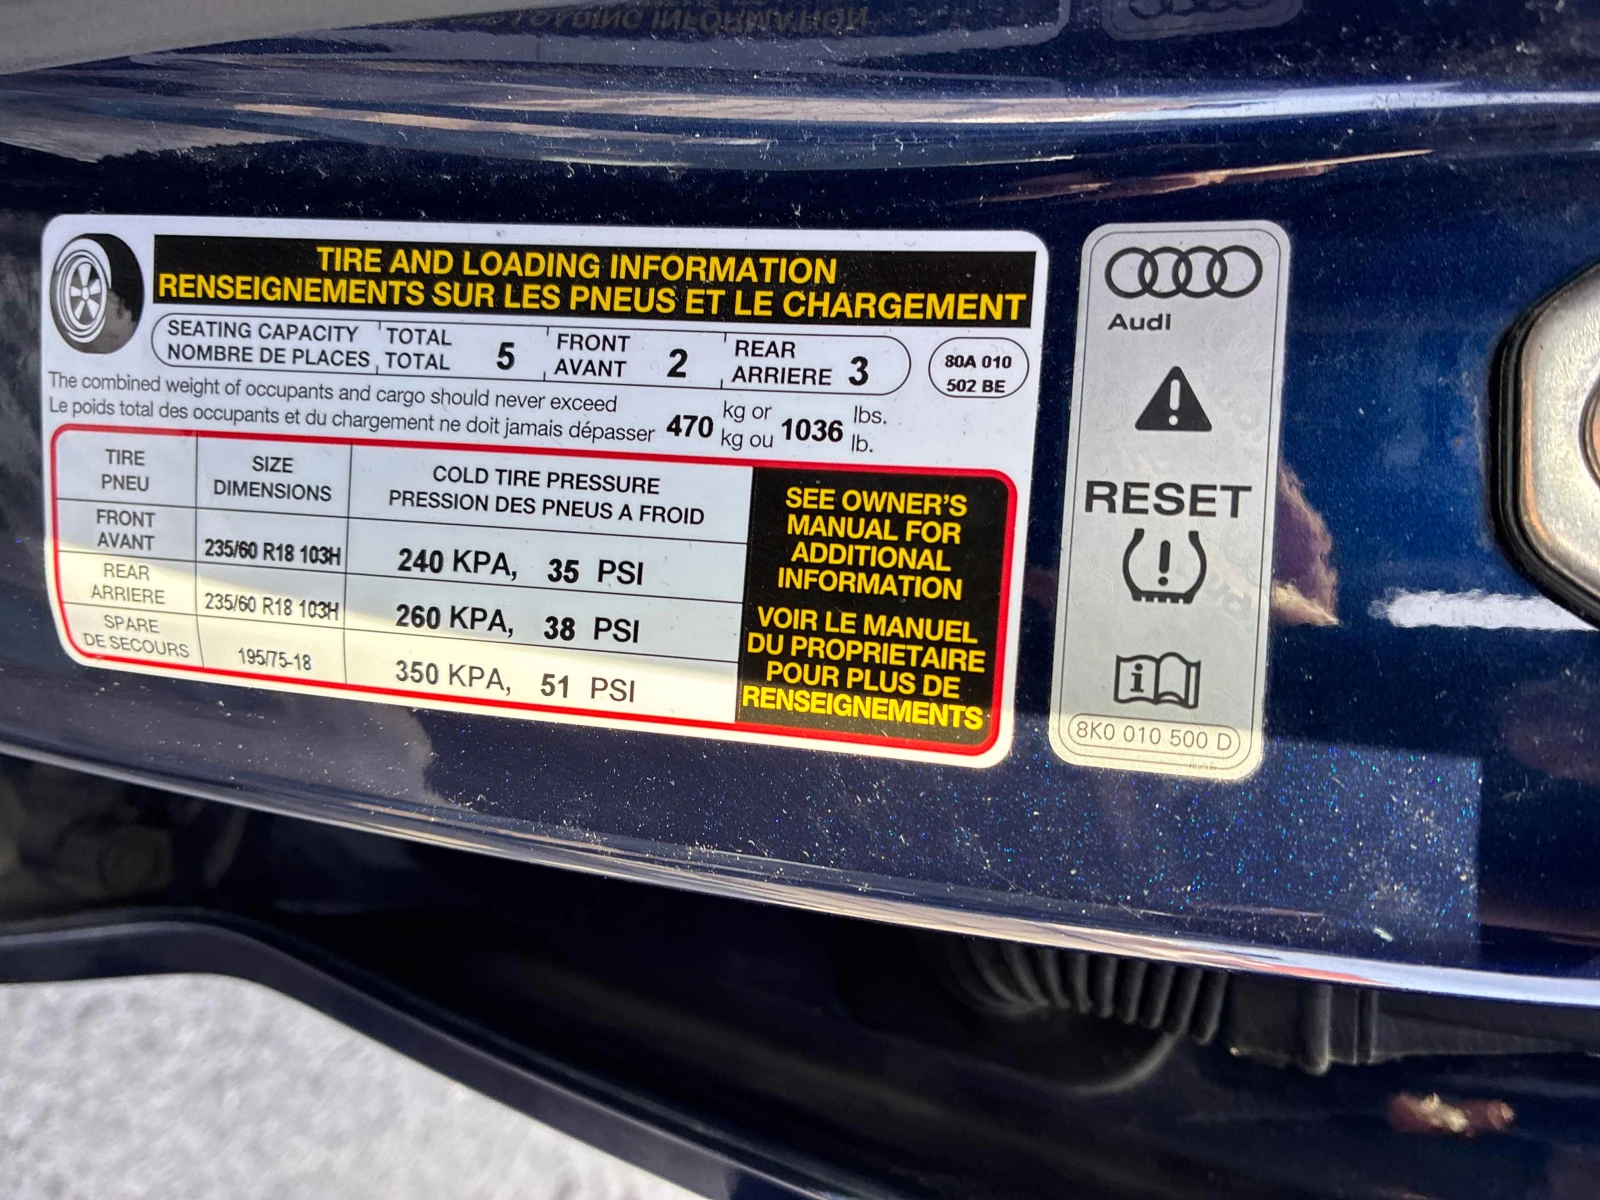 TIRE AND LOADING INFORMATION
RENSEIGNEMENTS SUR LES PNEUS ET LE CHARGEMENT
SEATING CAPACITY TOTAL 5 FRONT 2 REAR 3
NOMBRE DE PLACES TOTAL AVANT ARRIERE
80A 010
502 BE
The combined weight of occupants and cargo should never exceed 470 kg or 1036 lbs.
Le poids total des occupants et du chargement ne doit jamais dépasser kg ou lb.
TIRE SIZE COLD TIRE PRESSURE
PNEU DIMENSIONS PRESSION DES PNEUS A FROID
FRONT
AVANT 235/60 R18 103H 240 KPA, 35 PSI
REAR
ARRIERE 235/60 R18 103H 260 KPA, 38 PSI
SPARE
DE SECOURS 195/75-18 350 KPA, 51 PSI
SEE OWNER'S
MANUAL FOR
ADDITIONAL
INFORMATION
VOIR LE MANUEL
DU PROPRIETAIRE
POUR PLUS DE
RENSEIGNEMENTS
Audi
RESET
8K0 010 500 D
LOADING INFORMATION